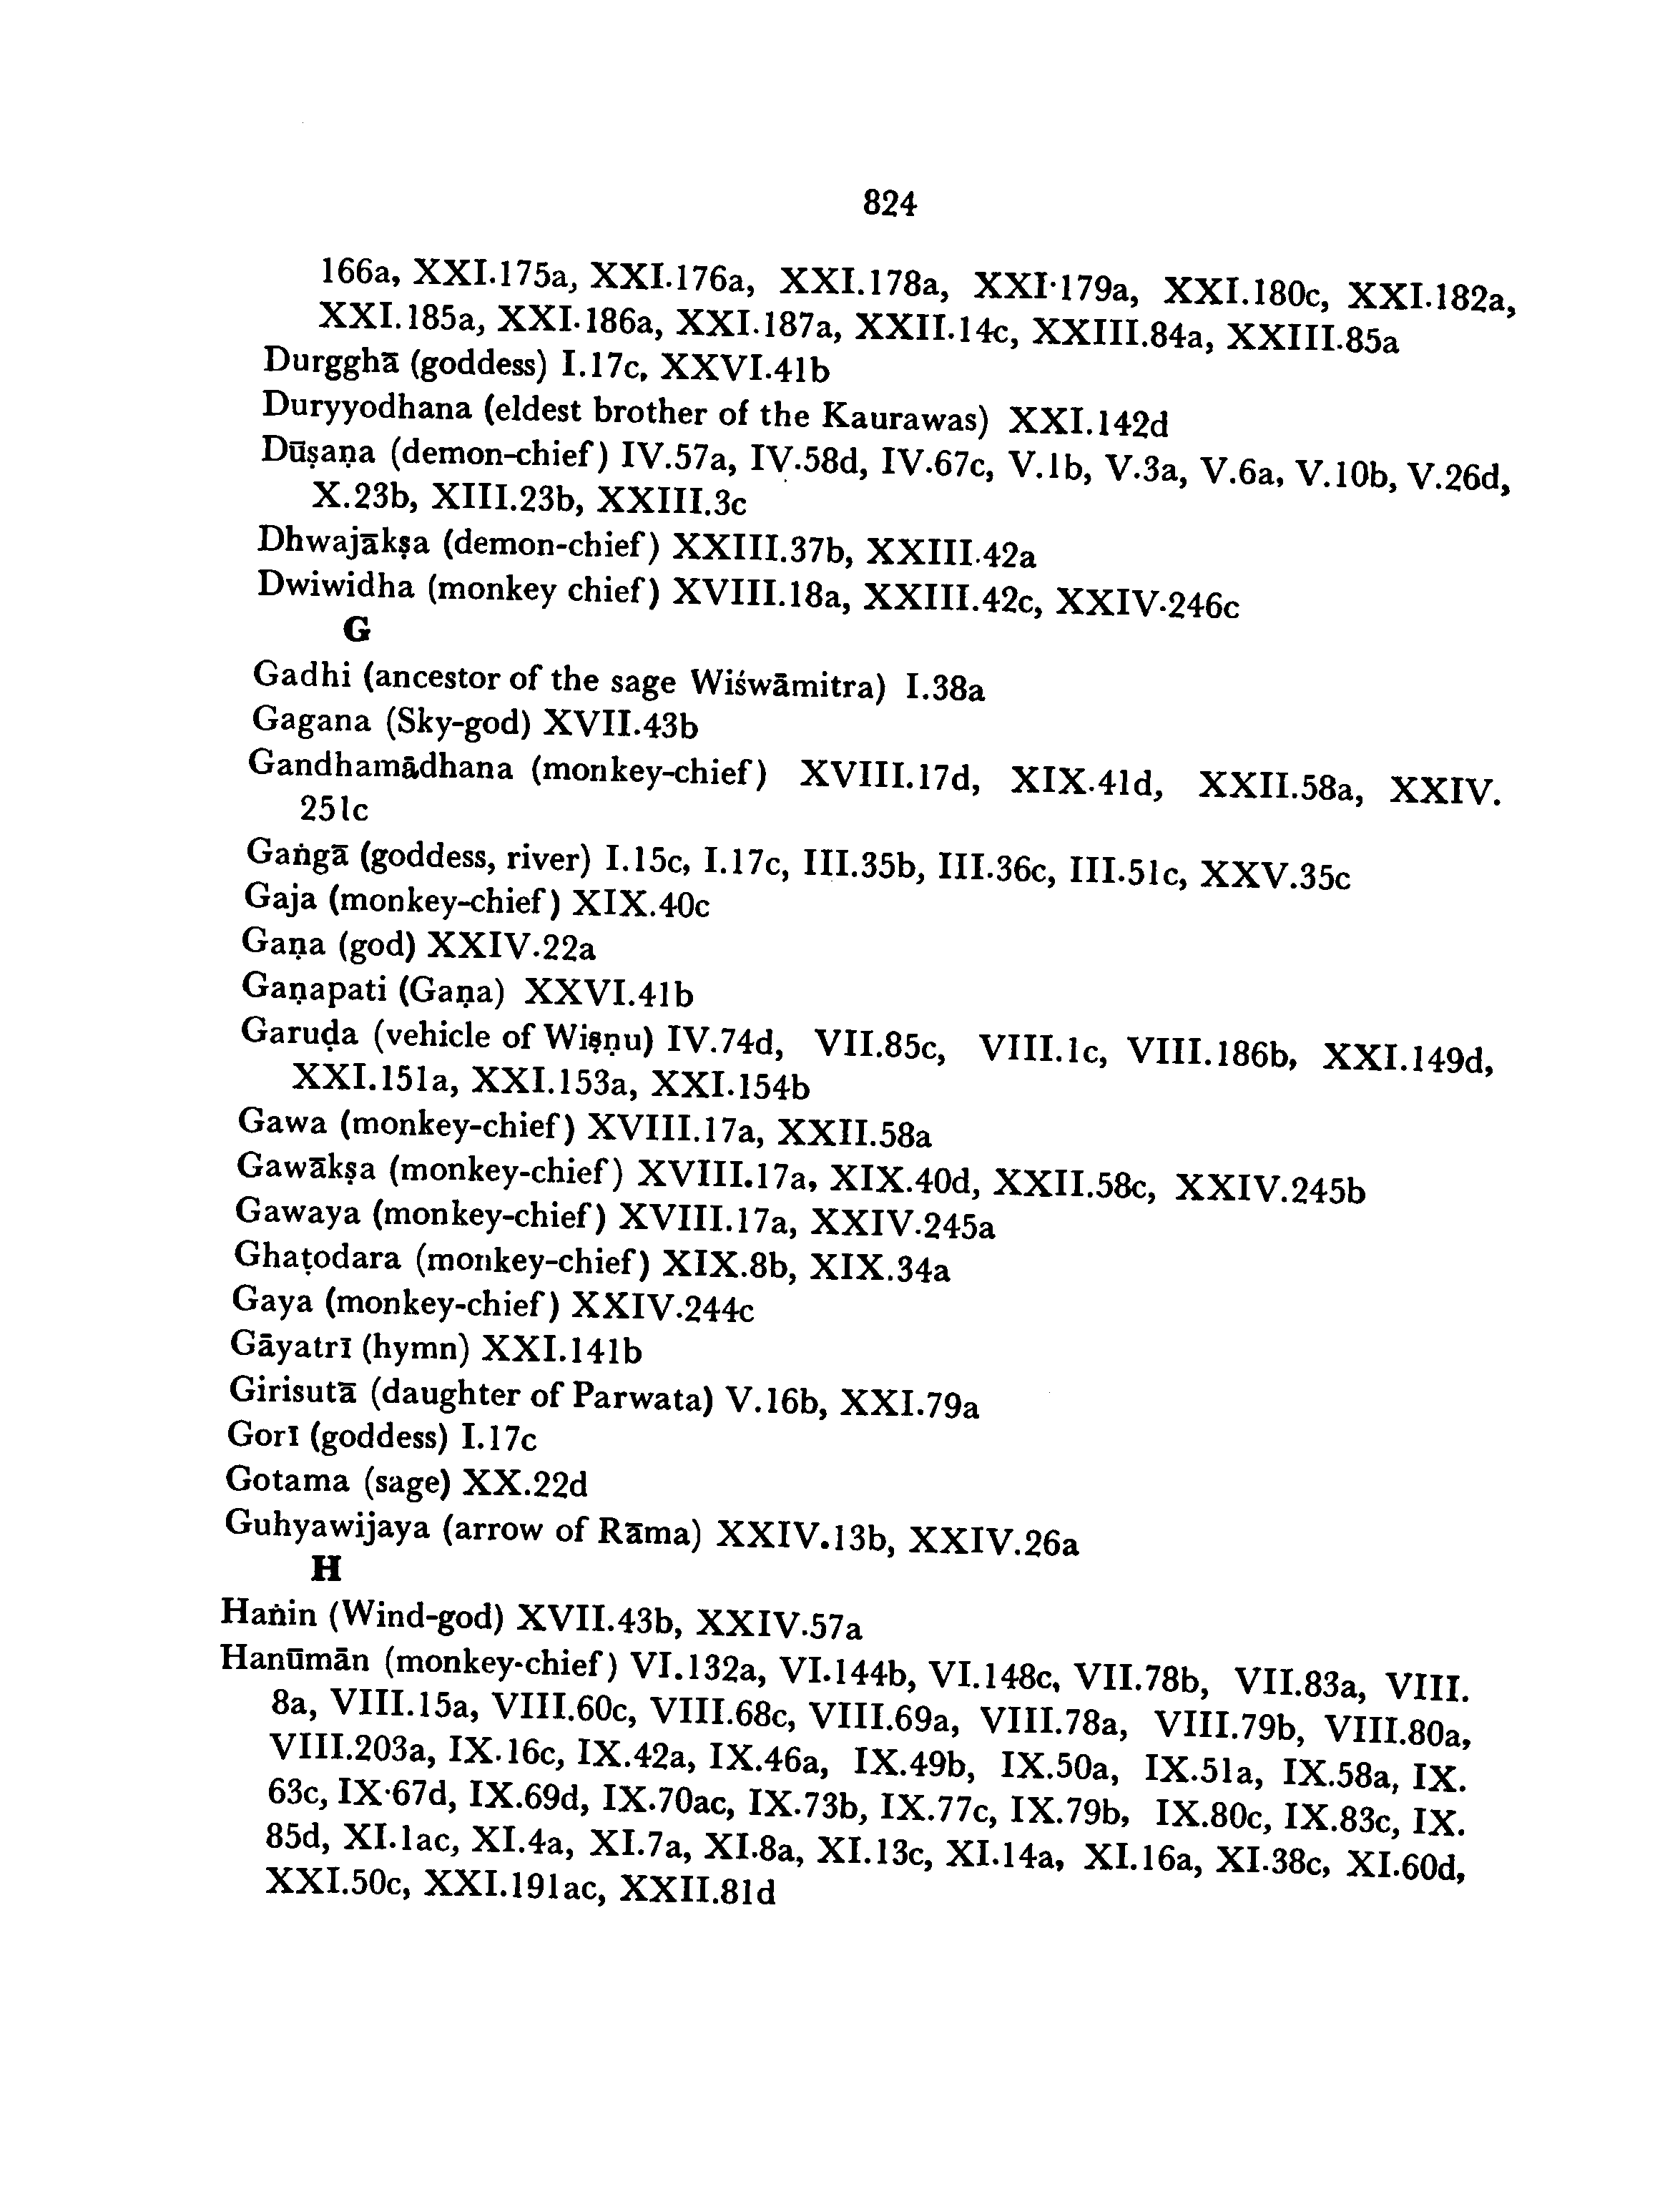 824
166a, XXI.175a, XXI.176a, XXI.178a, XXI·179a, XXI.180c, XXI.182a,
XXI.185a, XXI.186a, XXI.187a, XXII.14c, XXIII.84a, XXIII.85a
Durgghā (goddess) I.17c, XXVI.41b
Duryyodhana (eldest brother of the Kaurawas) XXI.142d
Dūṣaṇa (demon-chief) IV.57a, IV.58d, IV.67c, V.1b, V.3a, V.6a, V.10b, V.26d,
X.23b, XIII.23b, XXIII.3c
Dhwajākṣa (demon-chief) XXIII.37b, XXIII.42a
Dwiwidha (monkey chief) XVIII.18a, XXIII.42c, XXIV.246c
G
Gadhi (ancestor of the sage Wiśwāmitra) I.38a
Gagana (Sky-god) XVII.43b
Gandhamādhana (monkey-chief) XVIII.17d, XIX.41d, XXII.58a, XXIV.
251c
Gaṅgā (goddess, river) I.15c, I.17c, III.35b, III.36c, III.51c, XXV.35c
Gaja (monkey-chief) XIX.40c
Gaṇa (god) XXIV.22a
Gaṇapati (Gaṇa) XXVI.41b
Garuḍa (vehicle of Wiṣṇu) IV.74d, VII.85c, VIII.1c, VIII.186b, XXI.149d,
XXI.151a, XXI.153a, XXI.154b
Gawa (monkey-chief) XVIII.17a, XXII.58a
Gawākṣa (monkey-chief) XVIII.17a, XIX.40d, XXII.58c, XXIV.245b
Gawaya (monkey-chief) XVIII.17a, XXIV.245a
Ghaṭodara (monkey-chief) XIX.8b, XIX.34a
Gaya (monkey-chief) XXIV.244c
Gāyatrī (hymn) XXI.141b
Girisutā (daughter of Parwata) V.16b, XXI.79a
Gorī (goddess) I.17c
Gotama (sage) XX.22d
Guhyawijaya (arrow of Rāma) XXIV.13b, XXIV.26a
H
Haṅin (Wind-god) XVII.43b, XXIV.57a
Hanūmān (monkey-chief) VI.132a, VI.144b, VI.148c, VII.78b, VII.83a, VIII.
8a, VIII.15a, VIII.60c, VIII.68c, VIII.69a, VIII.78a, VIII.79b, VIII.80a,
VIII.203a, IX.16c, IX.42a, IX.46a, IX.49b, IX.50a, IX.51a, IX.58a, IX.
63c, IX·67d, IX.69d, IX.70ac, IX.73b, IX.77c, IX.79b, IX.80c, IX.83c, IX.
85d, XI.1ac, XI.4a, XI.7a, XI.8a, XI.13c, XI.14a, XI.16a, XI.38c, XI.60d,
XXI.50c, XXI.191ac, XXII.81d